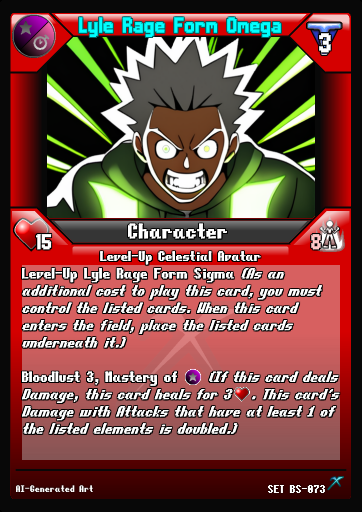 Lyle Rage Form Omega
3
Character
15
8
Level-Up Celestial Avatar
Level-Up Lyle Rage Form Sigma (As an
additional cost to play this card, you must
control the listed cards. When this card
enters the field, place the listed cards
underneath it.)
Bloodlust 3, Mastery of (If this card deals
Damage, this card heals for 3 . This card's
Damage with Attacks that have at least 1 of
the listed elements is doubled.)
AI-Generated Art
SET BS-073